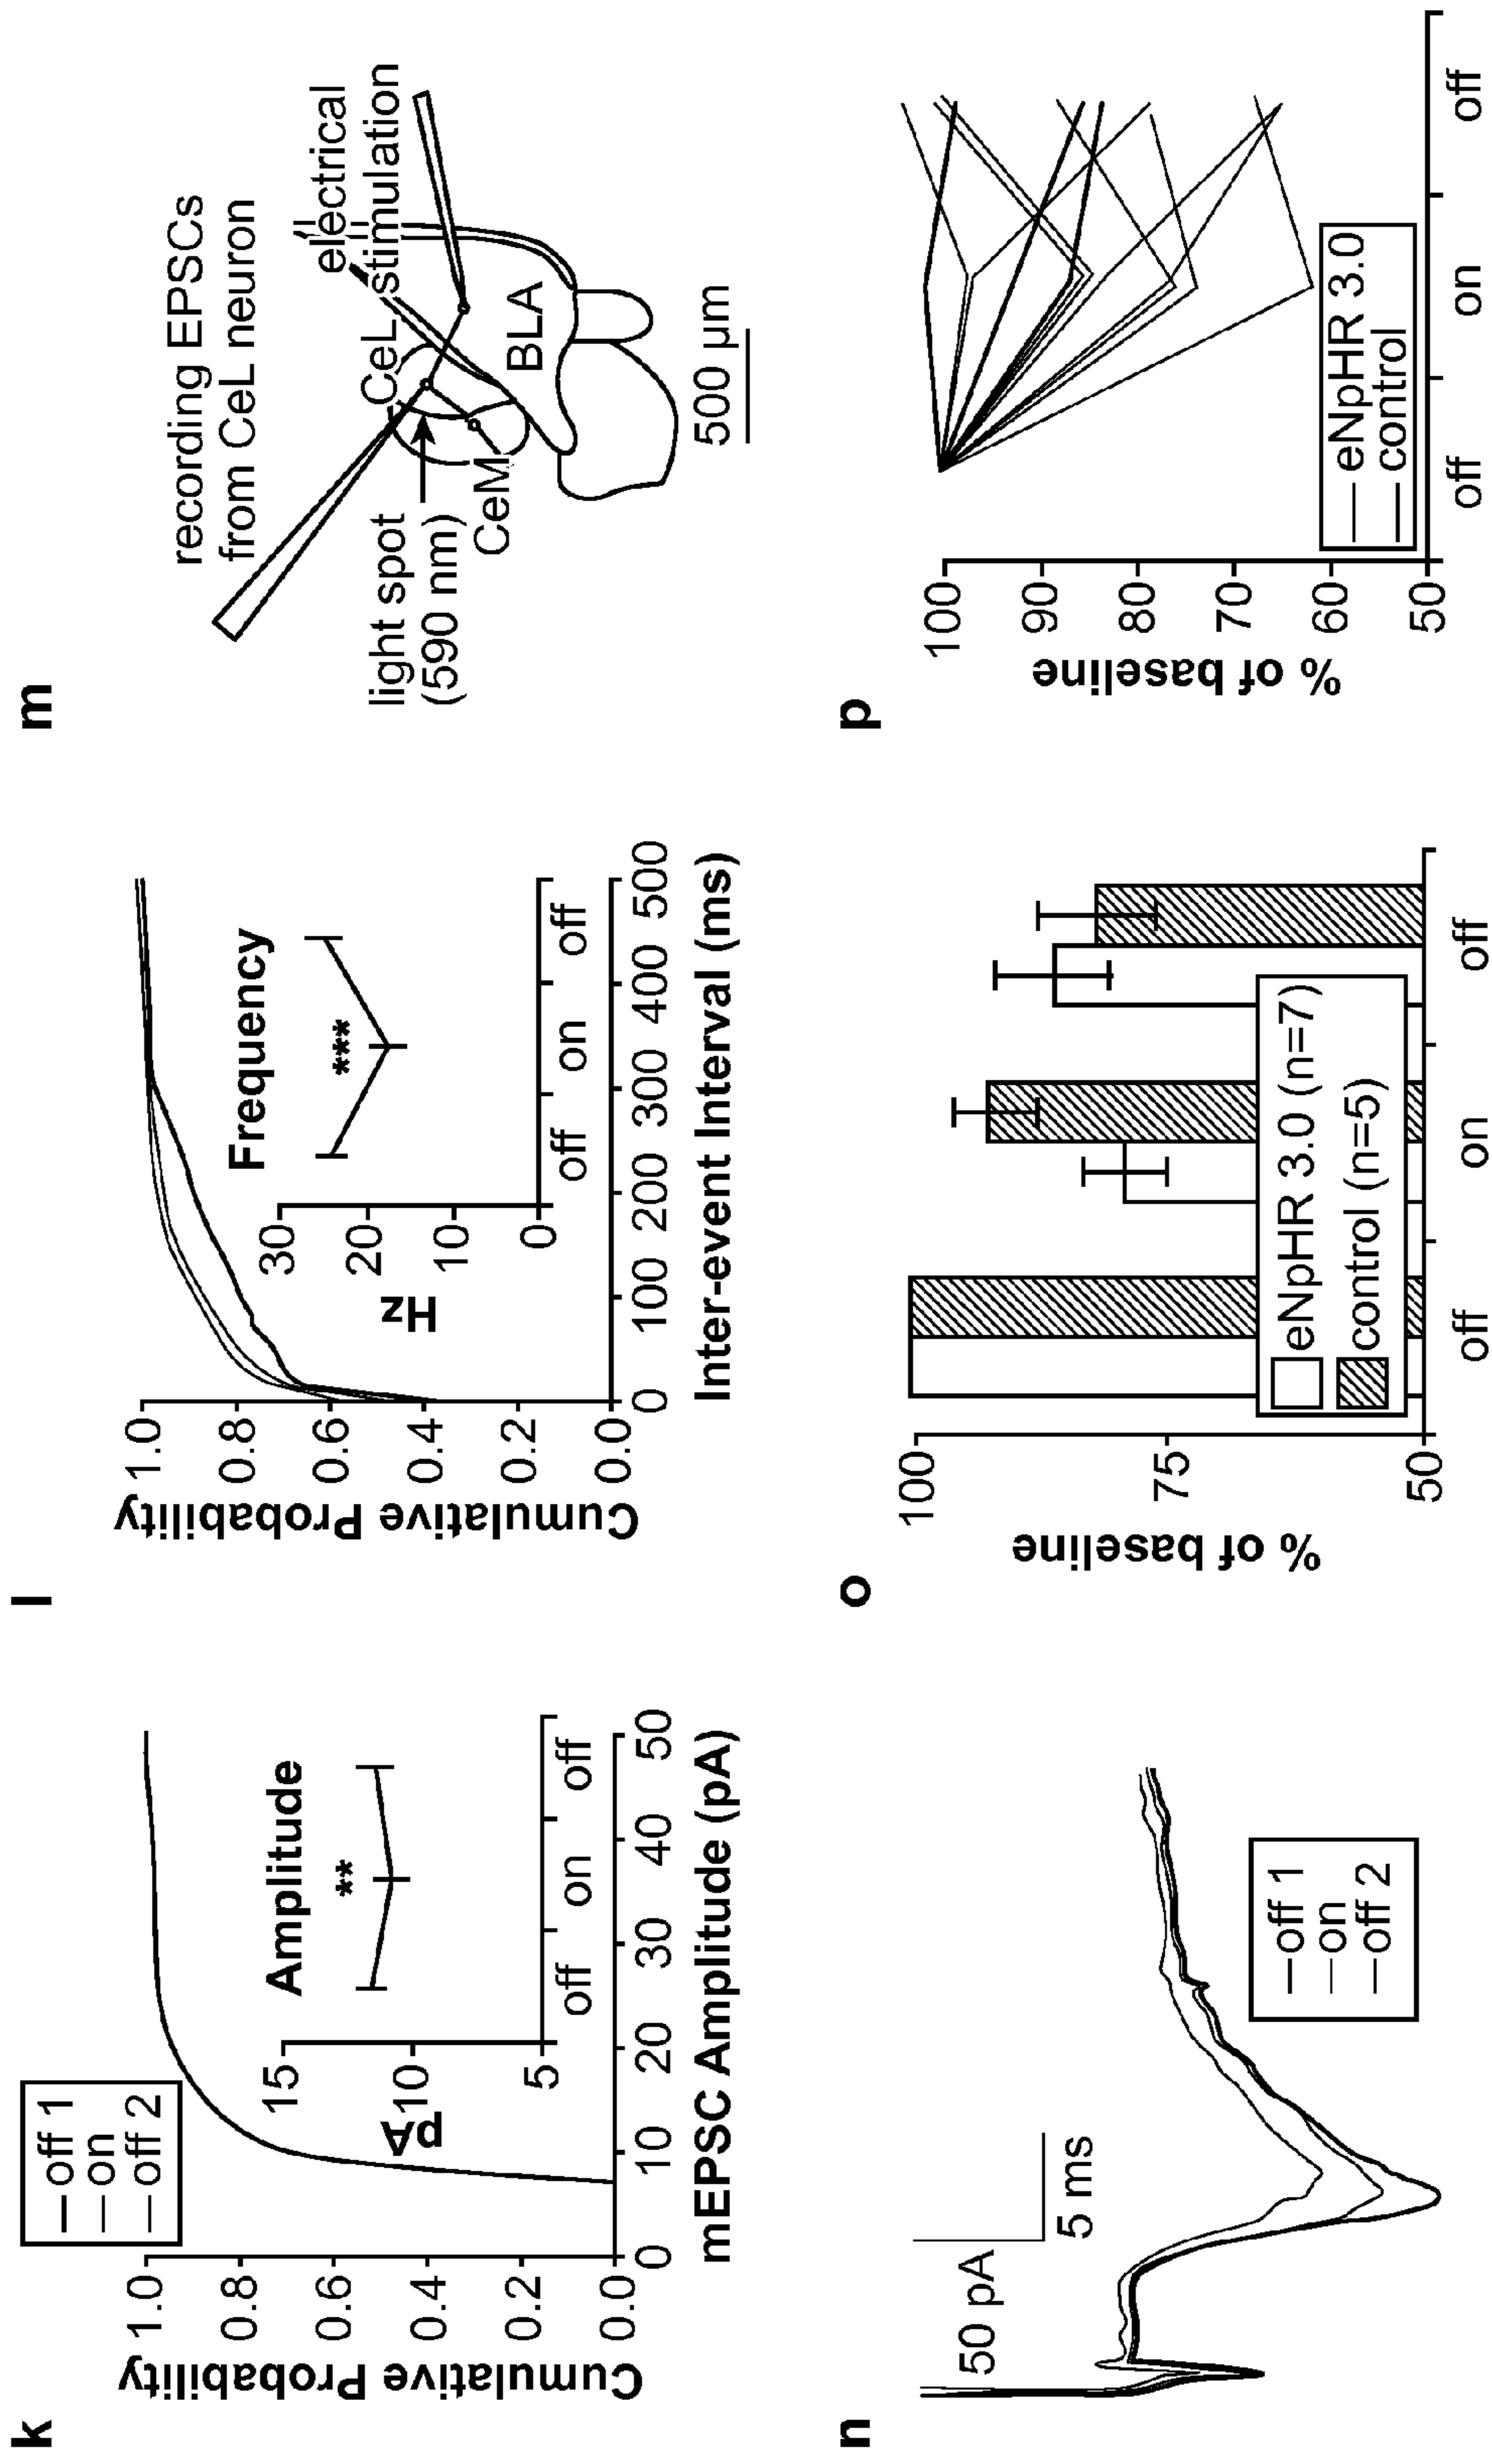 k
off 1
on
off 2
Cumulative Probability
1.0
0.8
0.6
0.4
0.2
0.0
Amplitude
**
pA
15
10
5
off on off
0 10 20 30 40 50
mEPSC Amplitude (pA)
l
Cumulative Probability
1.0
0.8
0.6
0.4
0.2
0.0
Frequency
***
Hz
30
20
10
0
off on off
0 100 200 300 400 500
Inter-event Interval (ms)
m
recording EPSCs
from CeL neuron
electrical
stimulation
CeL
light spot
(590 nm)
CeM
BLA
500 µm
n
50 pA
5 ms
off 1
on
off 2
o
% of baseline
100
75
50
eNpHR 3.0 (n=7)
control (n=5)
off on off
p
% of baseline
100
90
80
70
60
50
eNpHR 3.0
control
off on off